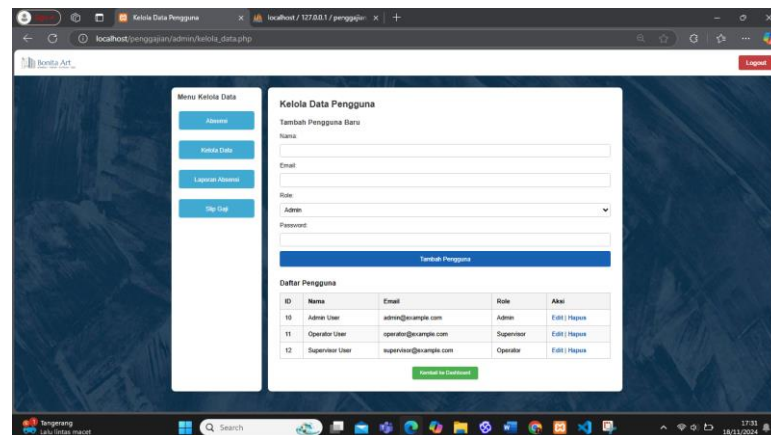 Kelola Data Pengguna
localhost / 127.0.0.1 / penggajian
localhost/penggajian/admin/kelola_data.php
Bonita Art
Logout
Menu Kelola Data
Absensi
Kelola Data
Laporan Absensi
Slip Gaji
Kelola Data Pengguna
Tambah Pengguna Baru
Nama:
Email:
Role:
Admin
Password:
Tambah Pengguna
Daftar Pengguna
ID Nama Email Role Aksi
10 Admin User admin@example.com Admin Edit | Hapus
11 Operator User operator@example.com Supervisor Edit | Hapus
12 Supervisor User supervisor@example.com Operator Edit | Hapus
Kembali ke Dashboard
Tangerang
Lalu lintas macet
Search
17:31
18/11/2024